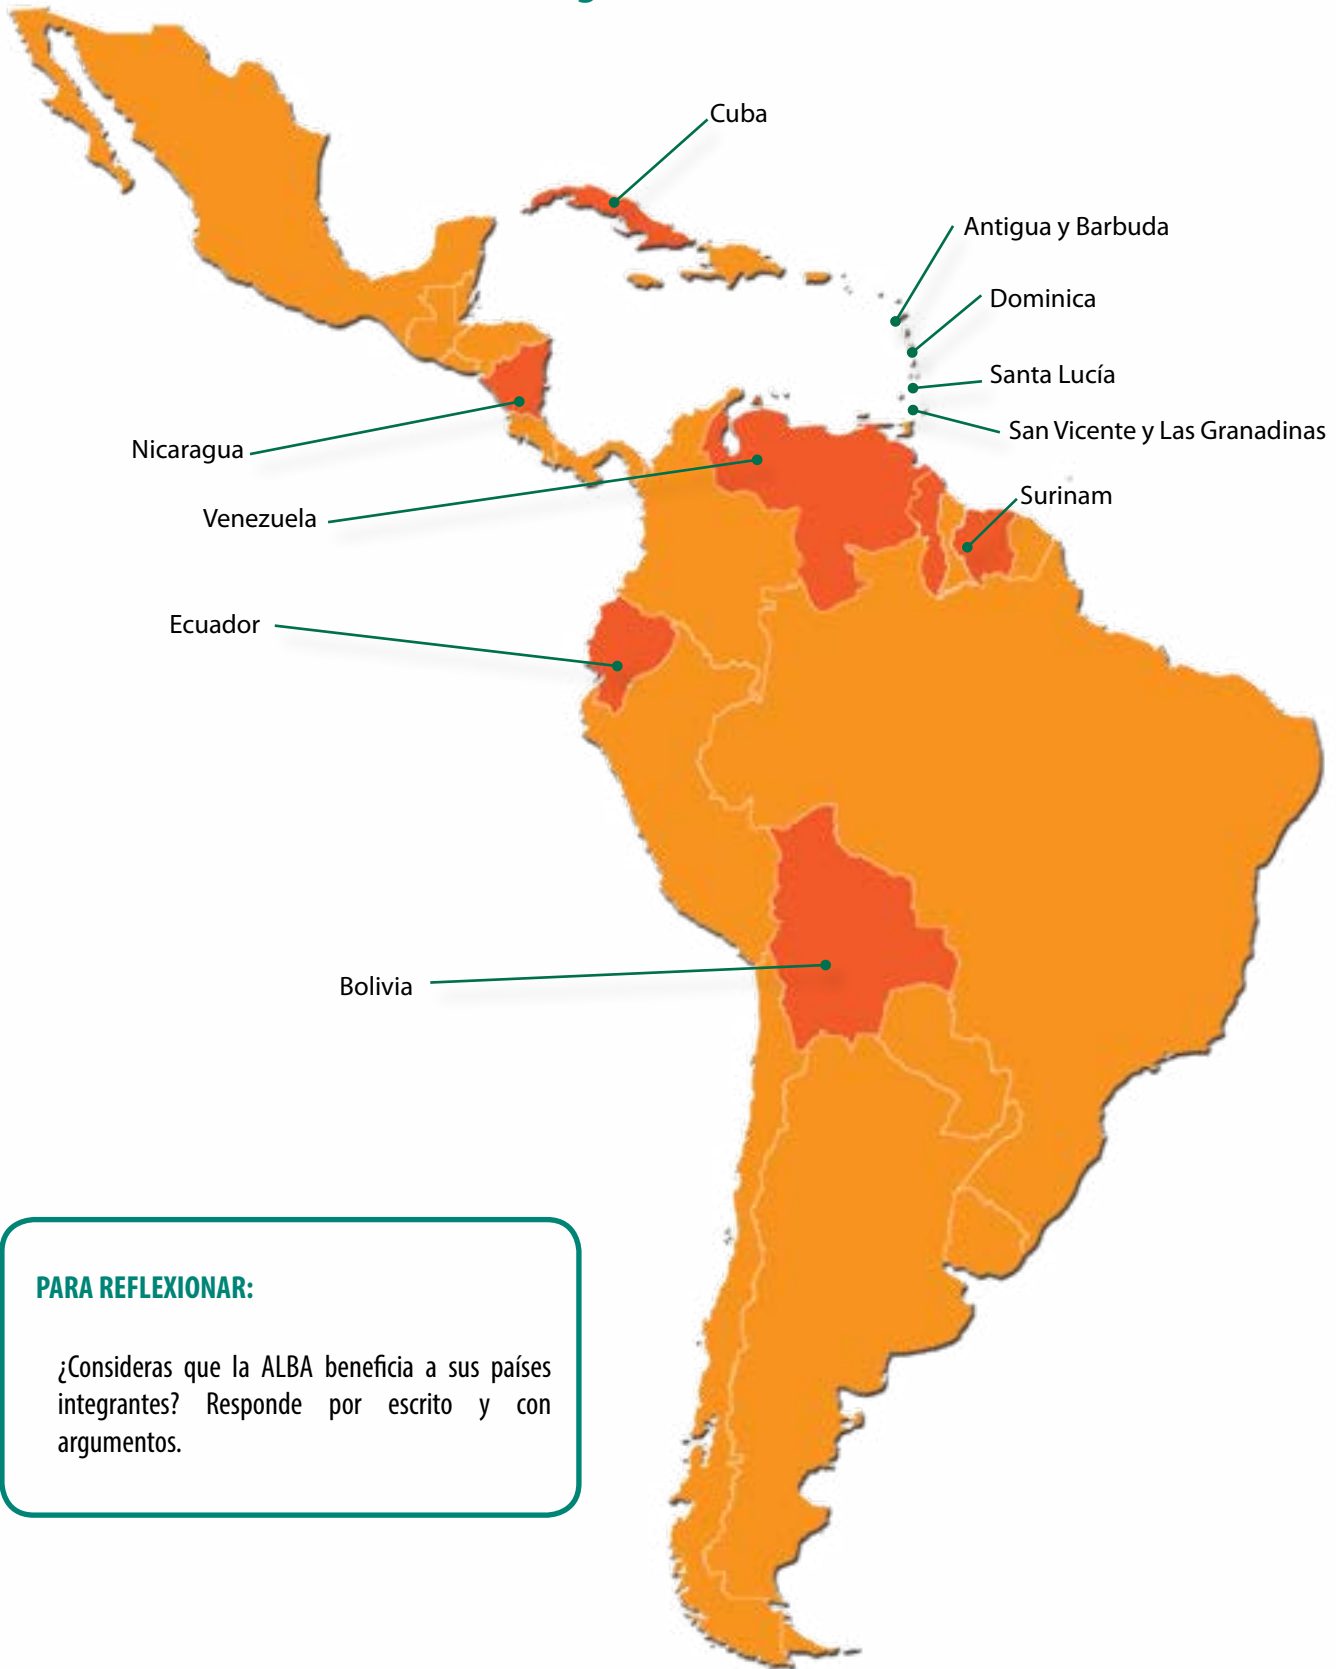 Cuba
Antigua y Barbuda
Dominica
Santa Lucía
San Vicente y Las Granadinas
Nicaragua
Venezuela
Surinam
Ecuador
Bolivia
PARA REFLEXIONAR:
¿Consideras que la ALBA beneficia a sus países
integrantes? Responde por escrito y con
argumentos.